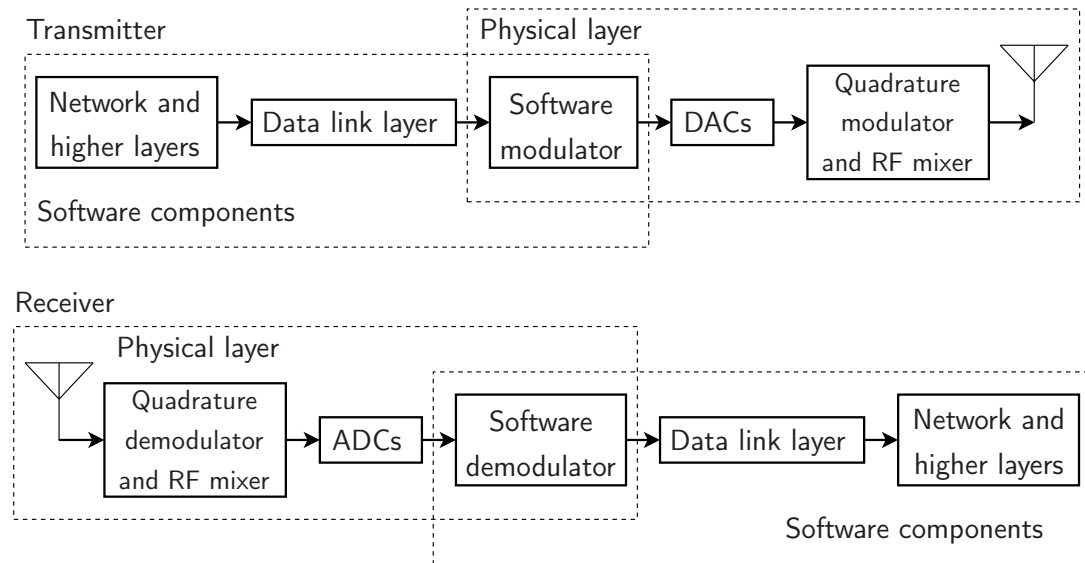 Transmitter
Physical layer
Network and
higher layers
Data link layer
Software
modulator
DACs
Quadrature
modulator
and RF mixer
Software components
Receiver
Physical layer
Quadrature
demodulator
and RF mixer
ADCs
Software
demodulator
Data link layer
Network and
higher layers
Software components